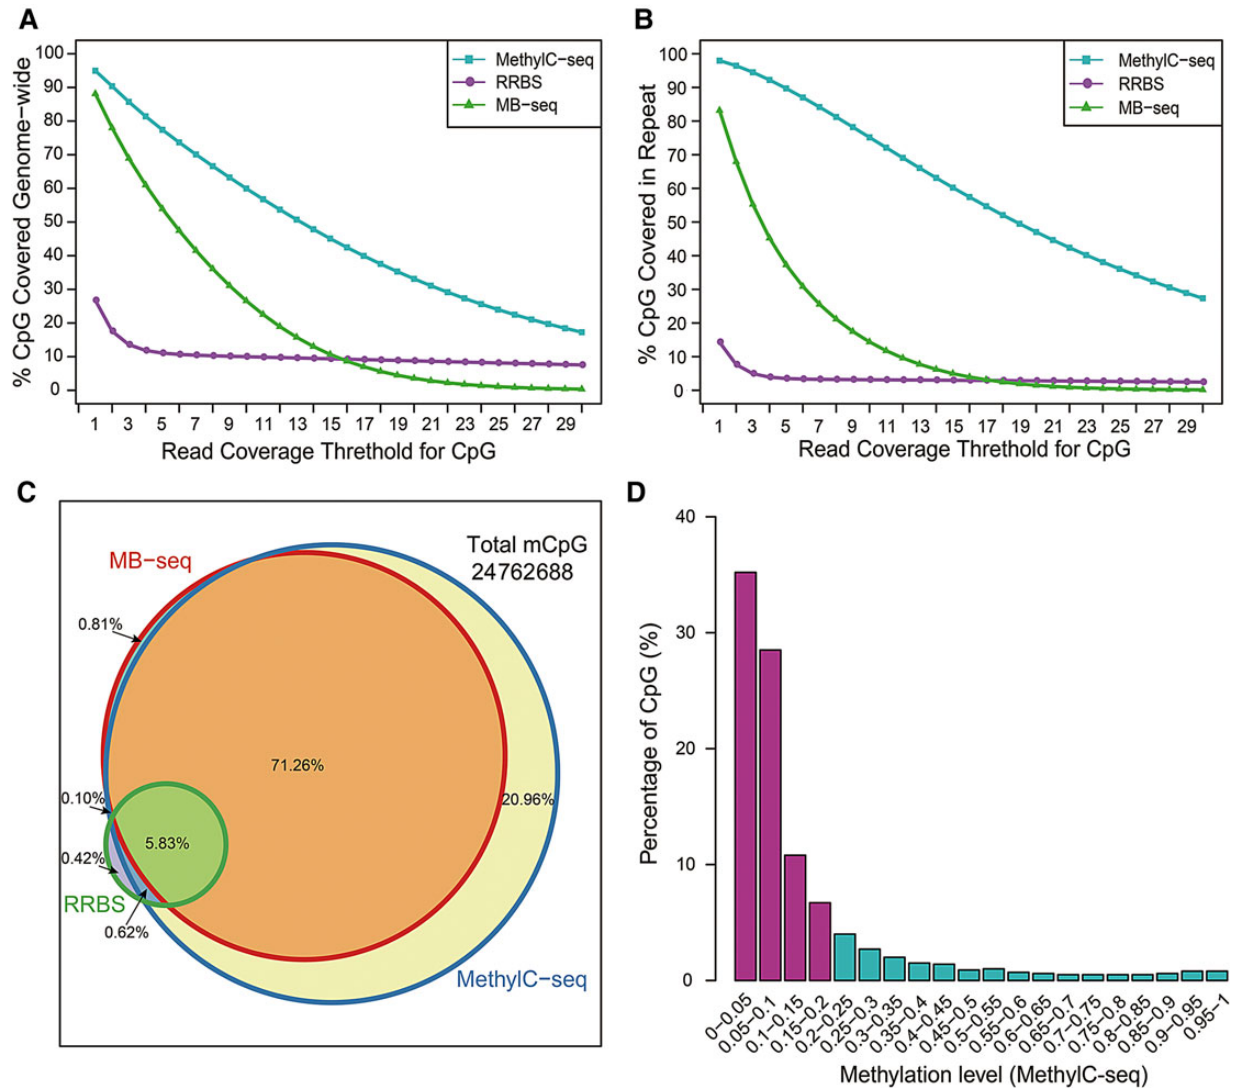 A
% CpG Covered Genome-wide
100
90
80
70
60
50
40
30
20
10
0
MethylC-seq
RRBS
MB-seq
1 3 5 7 9 11 13 15 17 19 21 23 25 27 29
Read Coverage Threthold for CpG
B
% CpG Covered in Repeat
100
90
80
70
60
50
40
30
20
10
0
MethylC-seq
RRBS
MB-seq
1 3 5 7 9 11 13 15 17 19 21 23 25 27 29
Read Coverage Threthold for CpG
C
Total mCpG
24762688
MB-seq
0.81%
71.26%
20.96%
0.10%
5.83%
0.42%
RRBS
0.62%
MethylC-seq
D
Percentage of CpG (%)
40
30
20
10
0
0-0.05
0.05-0.1
0.1-0.15
0.15-0.2
0.2-0.25
0.25-0.3
0.3-0.35
0.35-0.4
0.4-0.45
0.45-0.5
0.5-0.55
0.55-0.6
0.6-0.65
0.65-0.7
0.7-0.75
0.75-0.8
0.8-0.85
0.85-0.9
0.9-0.95
0.95-1
Methylation level (MethylC-seq)